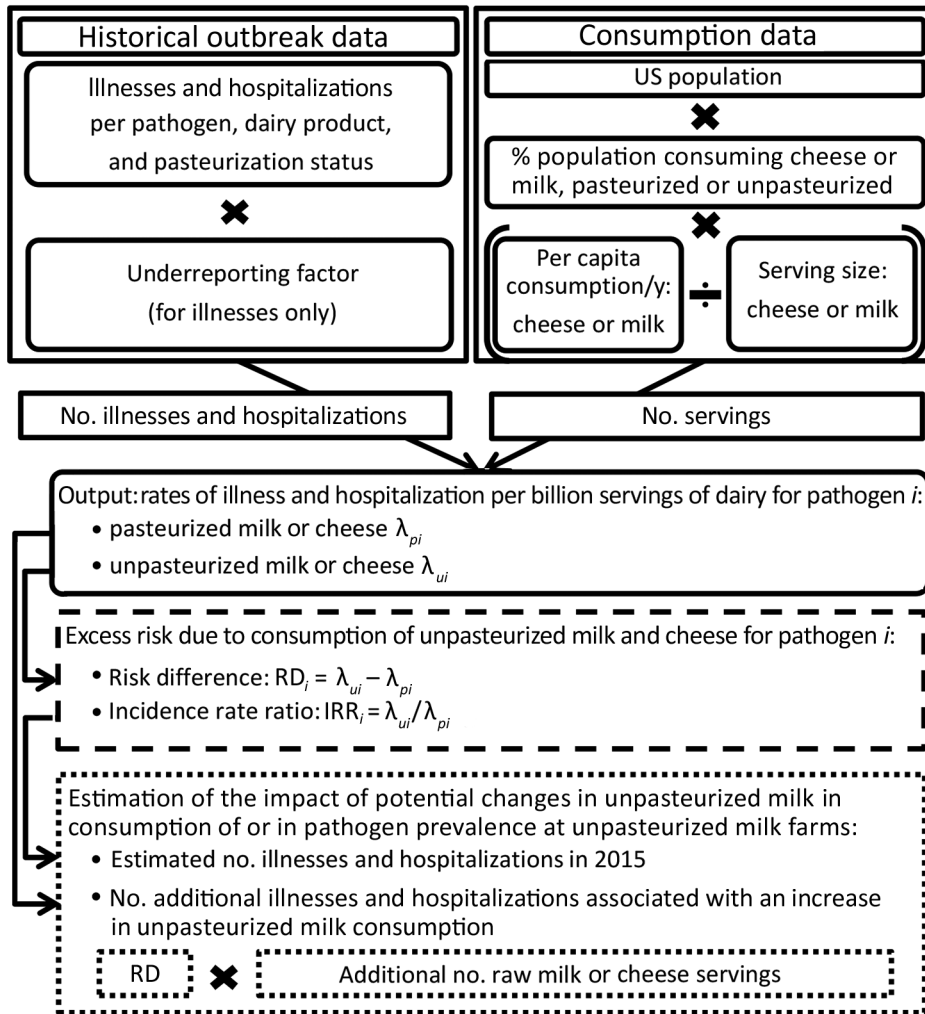 Historical outbreak data
Illnesses and hospitalizations
per pathogen, dairy product,
and pasteurization status
✖
Underreporting factor
(for illnesses only)
Consumption data
US population
✖
% population consuming cheese or
milk, pasteurized or unpasteurized
✖
Per capita
consumption/y:
cheese or milk
÷
Serving size:
cheese or milk
No. illnesses and hospitalizations
No. servings
Output: rates of illness and hospitalization per billion servings of dairy for pathogen i:
• pasteurized milk or cheese λpi
• unpasteurized milk or cheese λui
Excess risk due to consumption of unpasteurized milk and cheese for pathogen i:
• Risk difference: RDi = λui – λpi
• Incidence rate ratio: IRRi = λui/λpi
Estimation of the impact of potential changes in unpasteurized milk in
consumption of or in pathogen prevalence at unpasteurized milk farms:
• Estimated no. illnesses and hospitalizations in 2015
• No. additional illnesses and hospitalizations associated with an increase
in unpasteurized milk consumption
RD ✖ Additional no. raw milk or cheese servings